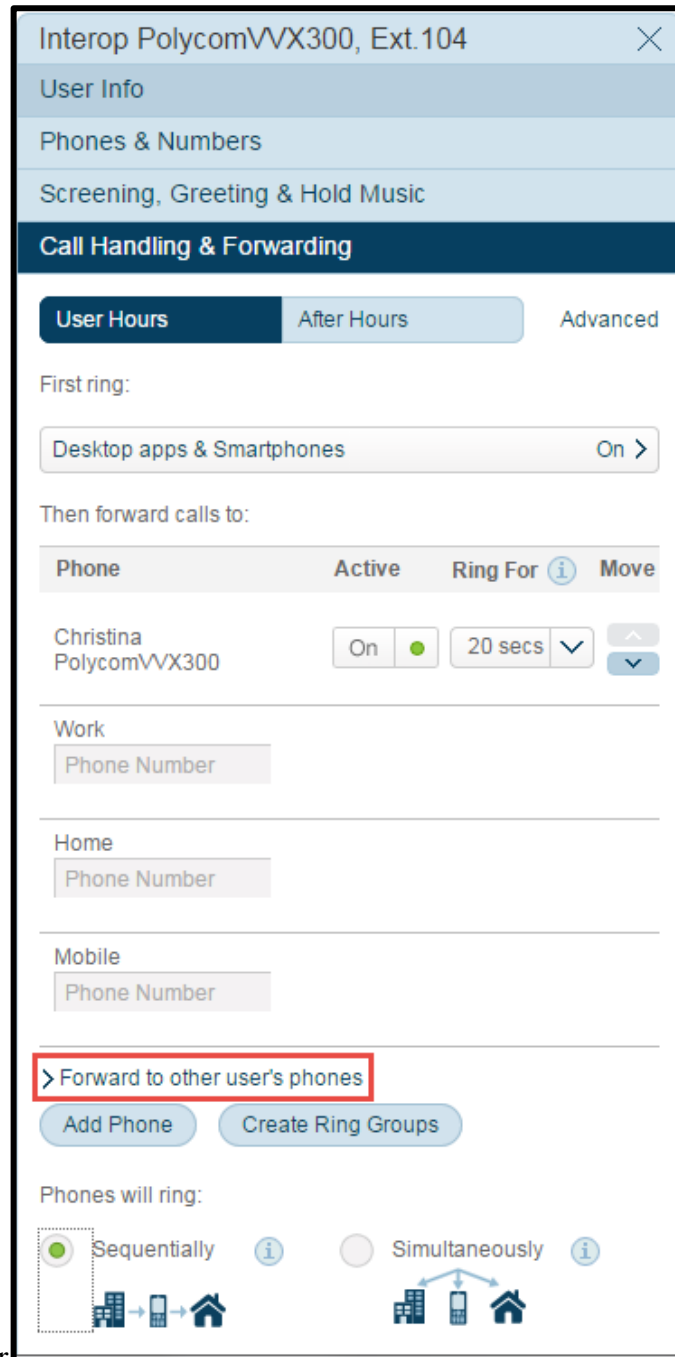 Interop PolycomVVX300, Ext.104
User Info
Phones & Numbers
Screening, Greeting & Hold Music
Call Handling & Forwarding
User Hours After Hours Advanced
First ring:
Desktop apps & Smartphones On
Then forward calls to:
Phone Active Ring For i Move
Christina
PolycomVVX300
On 20 secs
Work
Phone Number
Home
Phone Number
Mobile
Phone Number
Forward to other user's phones
Add Phone Create Ring Groups
Phones will ring:
Sequentially i Simultaneously i
r